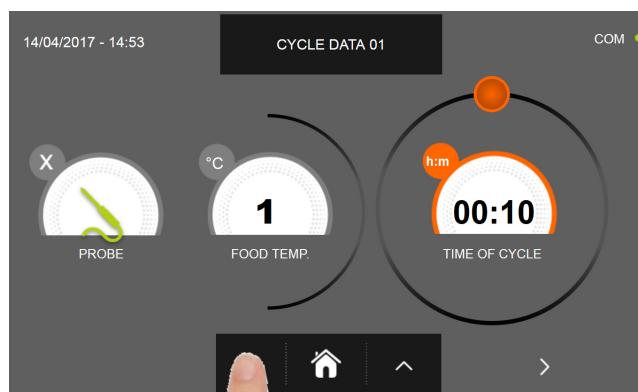 14/04/2017 - 14:53
CYCLE DATA 01
COM
X
°C
h:m
1
00:10
PROBE
FOOD TEMP.
TIME OF CYCLE